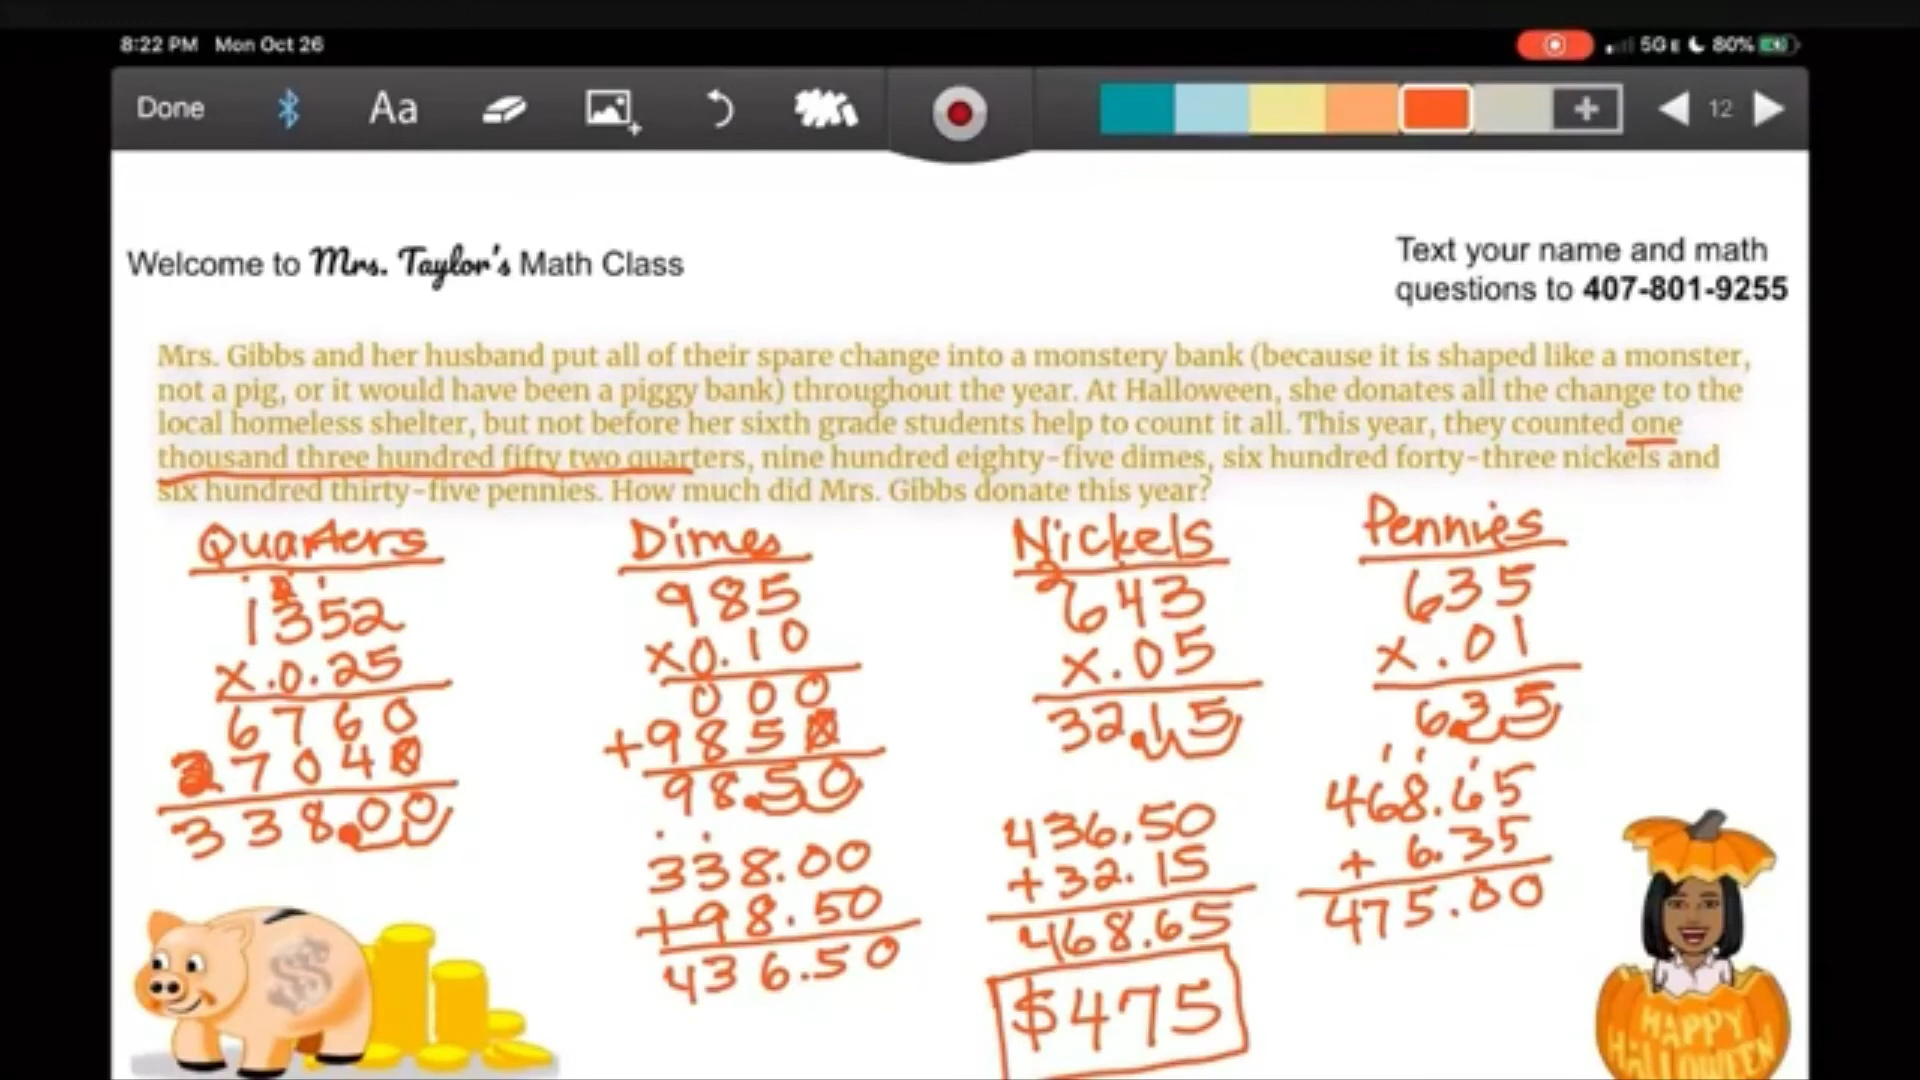 8:22 PM Mon Oct 26
5G E 80%
Done
Aa
12
Welcome to Mrs. Taylor's Math Class
Text your name and math
questions to 407-801-9255
Mrs. Gibbs and her husband put all of their spare change into a monstery bank (because it is shaped like a monster,
not a pig, or it would have been a piggy bank) throughout the year. At Halloween, she donates all the change to the
local homeless shelter, but not before her sixth grade students help to count it all. This year, they counted one
thousand three hundred fifty two quarters, nine hundred eighty-five dimes, six hundred forty-three nickels and
six hundred thirty-five pennies. How much did Mrs. Gibbs donate this year?
Quarters
1352
x.0.25
6760
27040
338.00
Dimes
985
x0.10
000
+9850
98.50
338.00
+98.50
436.50
Nickels
2
643
x.05
32.15
436.50
+32.15
468.65
$475
Pennies
635
x.01
6.35
468.65
+ 6.35
475.00
$
HAPPY
HALLOWEEN